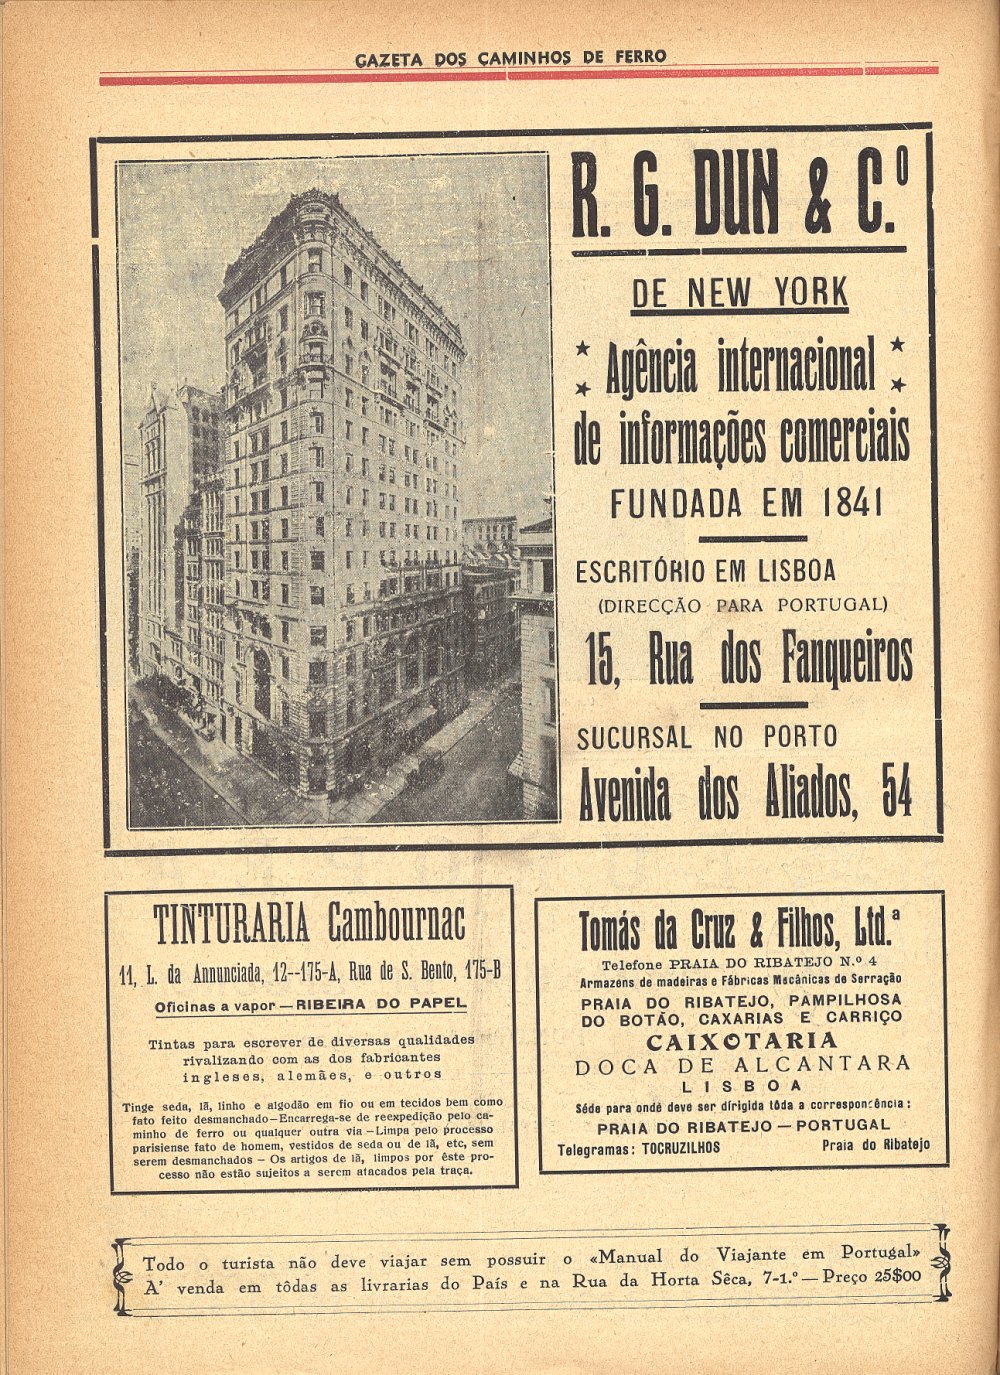 GAZETA DOS CAMINHOS DE FERRO
R. G. DUN & C.º
DE NEW YORK
Agência internacional
de informações comerciais
FUNDADA EM 1841
ESCRITÓRIO EM LISBOA
(DIRECÇÃO PARA PORTUGAL)
15, Rua dos Fanqueiros
SUCURSAL NO PORTO
Avenida dos Aliados, 54
TINTURARIA Cambournac
11, L. da Annunciada, 12--175-A, Rua de S. Bento, 175-B
Oficinas a vapor — RIBEIRA DO PAPEL
Tintas para escrever de diversas qualidades
rivalizando com as dos fabricantes
ingleses, alemães, e outros
Tinge seda, lã, linho e algodão em fio ou em tecidos bem como
fato feito desmanchado — Encarrega-se de reexpedição pelo ca-
minho de ferro ou qualquer outra via — Limpa pelo processo
parisiense fato de homem, vestidos de seda ou de lã, etc, sem
serem desmanchados — Os artigos de lã, limpos por êste pro-
cesso não estão sujeitos a serem atacados pela traça.
Tomás da Cruz & Filhos, Ltd.ª
Telefone PRAIA DO RIBATEJO N.º 4
Armazens de madeiras e Fábricas Mecânicas de Serração
PRAIA DO RIBATEJO, PAMPILHOSA
DO BOTÃO, CAXARIAS E CARRIÇO
CAIXOTARIA
DOCA DE ALCANTARA
LISBOA
Séde para onde deve ser dirigida tôda a correspondência:
PRAIA DO RIBATEJO — PORTUGAL
Telegramas: TOCRUZILHOS Praia do Ribatejo
Todo o turista não deve viajar sem possuir o «Manual do Viajante em Portugal»
A' venda em tôdas as livrarias do País e na Rua da Horta Sêca, 7-1.º — Preço 25$00